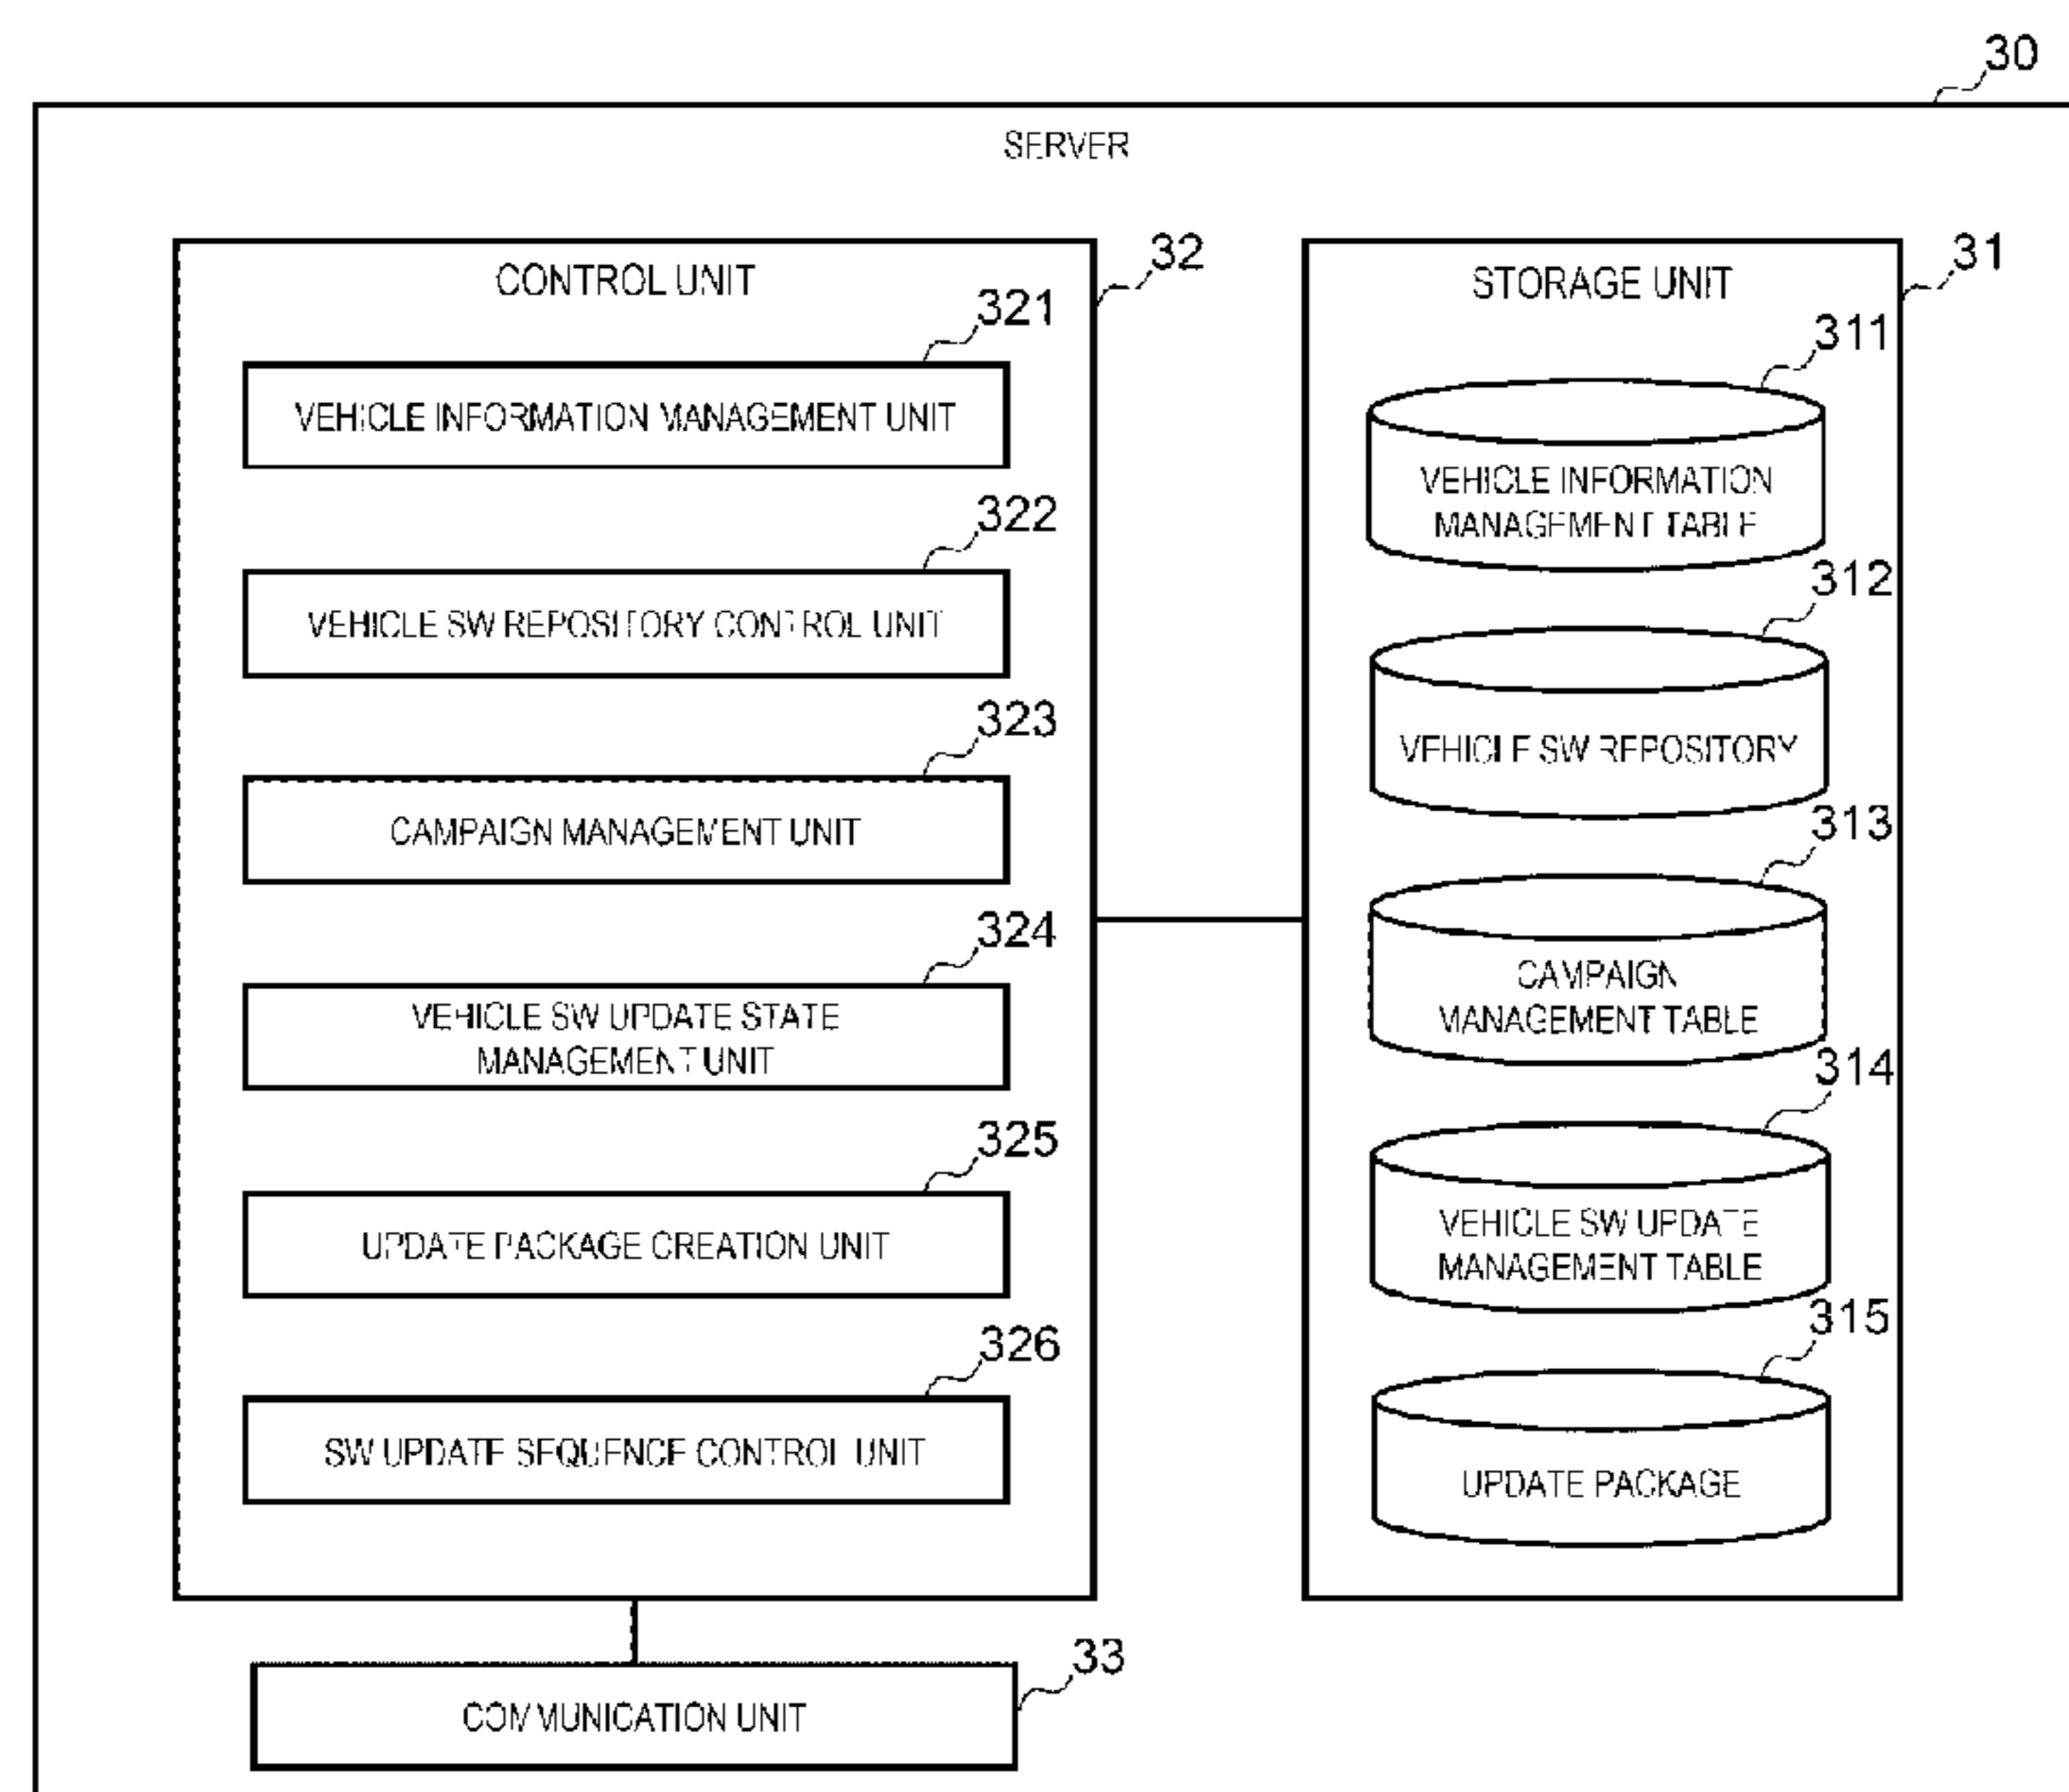 30
SERVER
32
CONTROL UNIT
321
VEHICLE INFORMATION MANAGEMENT UNIT
322
VEHICLE SW REPOSITORY CONTROL UNIT
323
CAMPAIGN MANAGEMENT UNIT
324
VEHICLE SW UPDATE STATE
MANAGEMENT UNIT
325
UPDATE PACKAGE CREATION UNIT
326
SW UPDATE SEQUENCE CONTROL UNIT
31
STORAGE UNIT
311
VEHICLE INFORMATION
MANAGEMENT TABLE
312
VEHICLE SW REPOSITORY
313
CAMPAIGN
MANAGEMENT TABLE
314
VEHICLE SW UPDATE
MANAGEMENT TABLE
315
UPDATE PACKAGE
33
COMMUNICATION UNIT